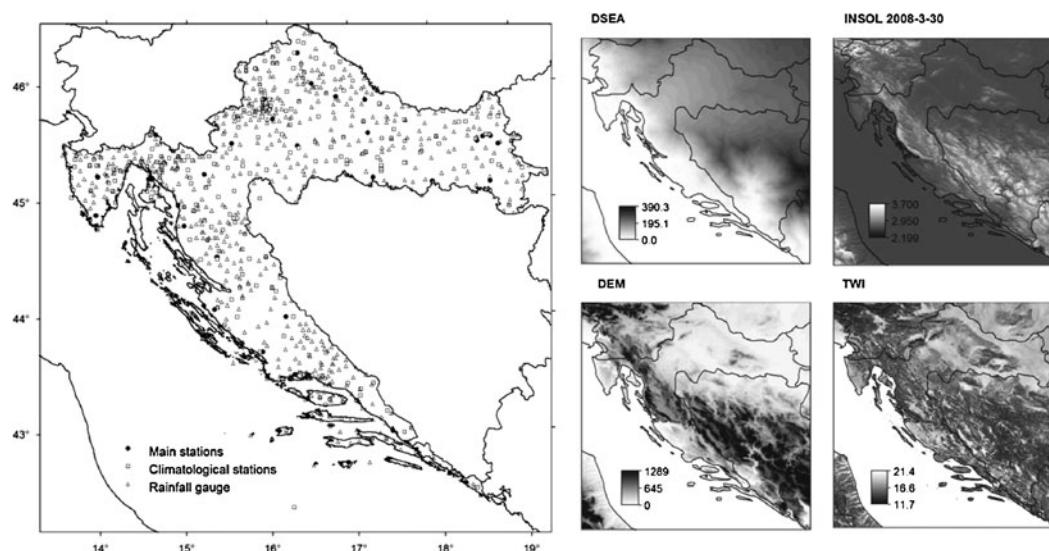 46°
45°
44°
43°
Main stations
Climatological stations
Rainfall gauge
14° 15° 16° 17° 18° 19°
DSEA
390.3
195.1
0.0
INSOL 2008-3-30
3.700
2.950
2.199
DEM
1289
645
0
TWI
21.4
16.6
11.7